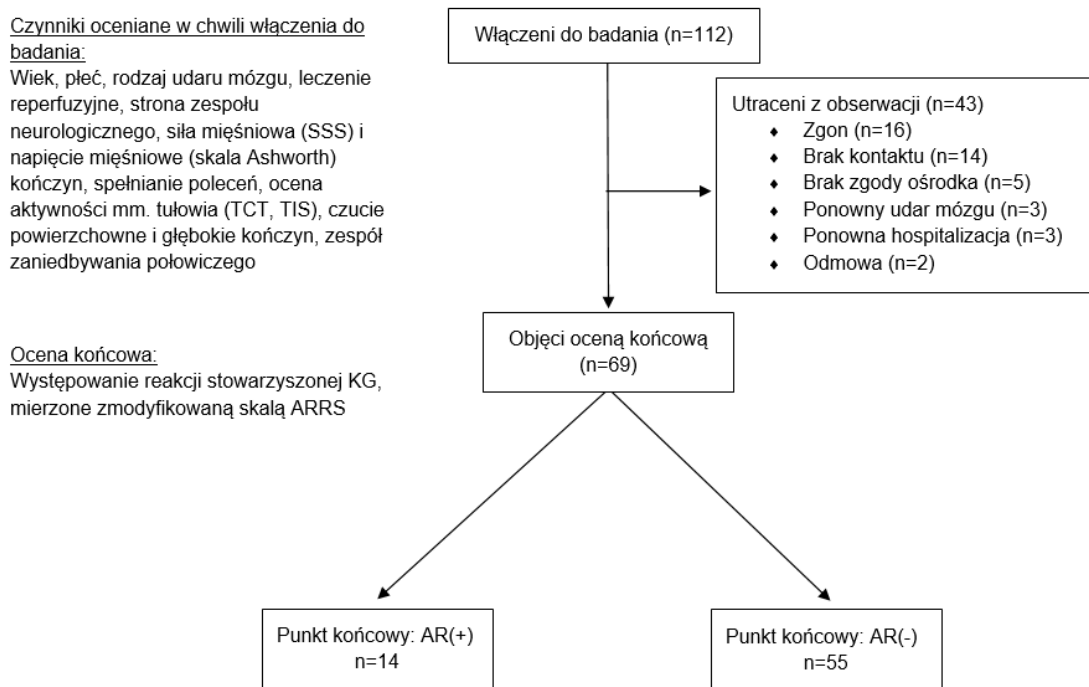 Czynniki oceniane w chwili włączenia do
badania:
Wiek, płeć, rodzaj udaru mózgu, leczenie
reperfuzyjne, strona zespołu
neurologicznego, siła mięśniowa (SSS) i
napięcie mięśniowe (skala Ashworth)
kończyn, spełnianie poleceń, ocena
aktywności mm. tułowia (TCT, TIS), czucie
powierzchowne i głębokie kończyn, zespół
zaniedbywania połowiczego
Włączeni do badania (n=112)
Utraceni z obserwacji (n=43)
♦ Zgon (n=16)
♦ Brak kontaktu (n=14)
♦ Brak zgody ośrodka (n=5)
♦ Ponowny udar mózgu (n=3)
♦ Ponowna hospitalizacja (n=3)
♦ Odmowa (n=2)
Objęci oceną końcową
(n=69)
Ocena końcowa:
Występowanie reakcji stowarzyszonej KG,
mierzone zmodyfikowaną skalą ARRS
Punkt końcowy: AR(+)
n=14
Punkt końcowy: AR(-)
n=55